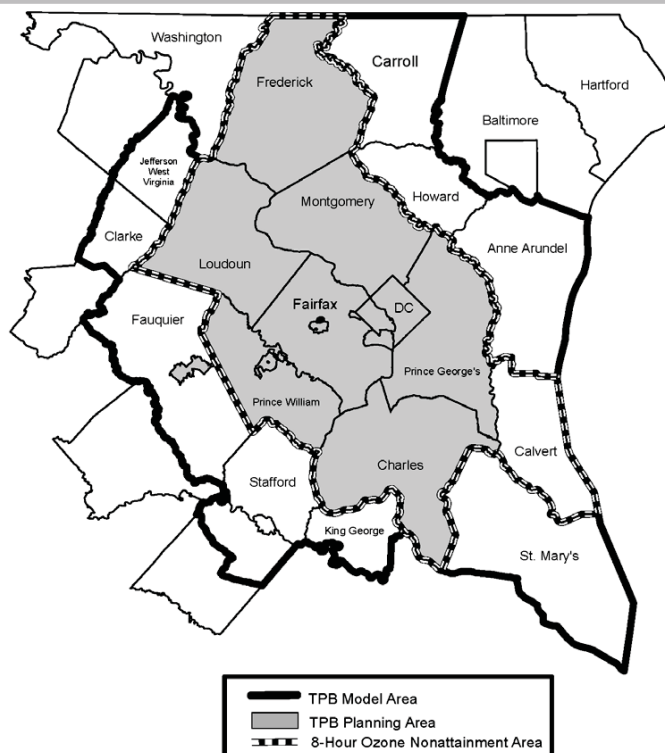 Washington
Frederick
Carroll
Hartford
Baltimore
Jefferson
West
Virginia
Howard
Montgomery
Clarke
Anne Arundel
Loudoun
Fairfax
DC
Fauquier
Prince George's
Prince William
Calvert
Charles
Stafford
King George
St. Mary's
TPB Model Area
TPB Planning Area
8-Hour Ozone Nonattainment Area